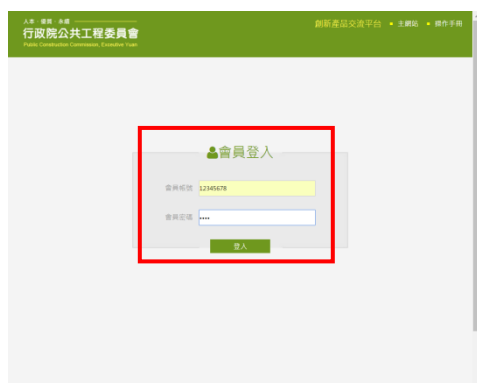 人本．優質．永續
行政院公共工程委員會
Public Construction Commission, Executive Yuan
創新產品交流平台 ▪ 主網站 ▪ 操作手冊
會員登入
會員帳號 12345678
會員密碼 ••••
登入